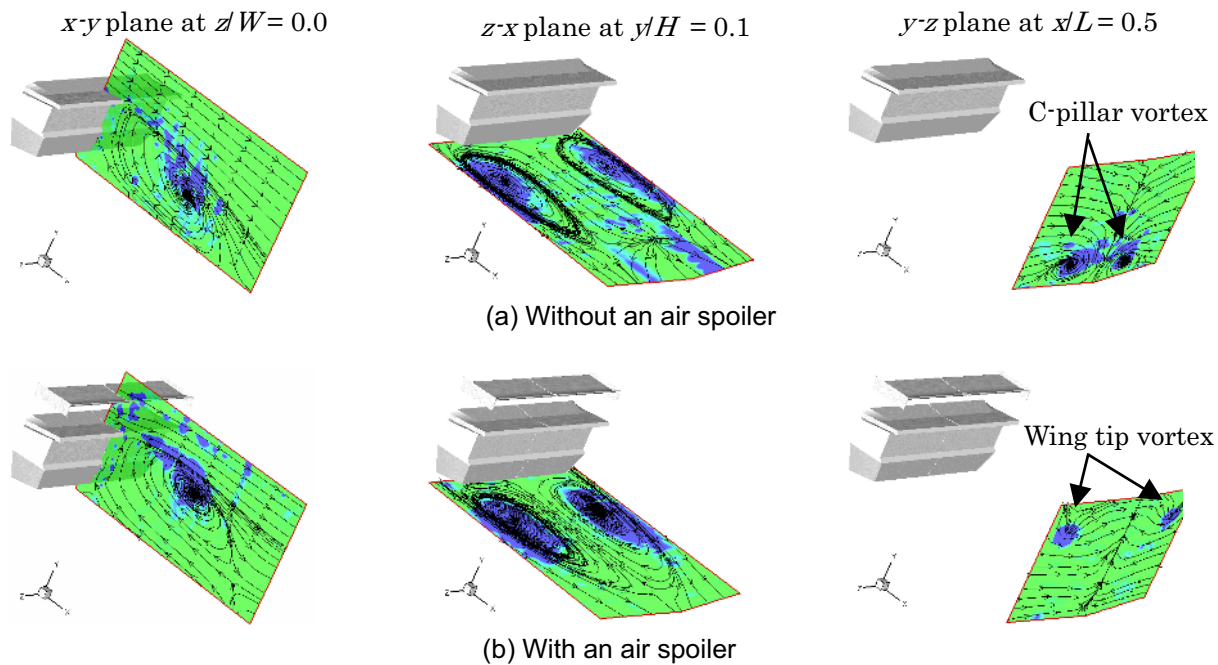 x-y plane at z/W = 0.0
z-x plane at y/H = 0.1
y-z plane at x/L = 0.5
C-pillar vortex
(a) Without an air spoiler
Wing tip vortex
(b) With an air spoiler